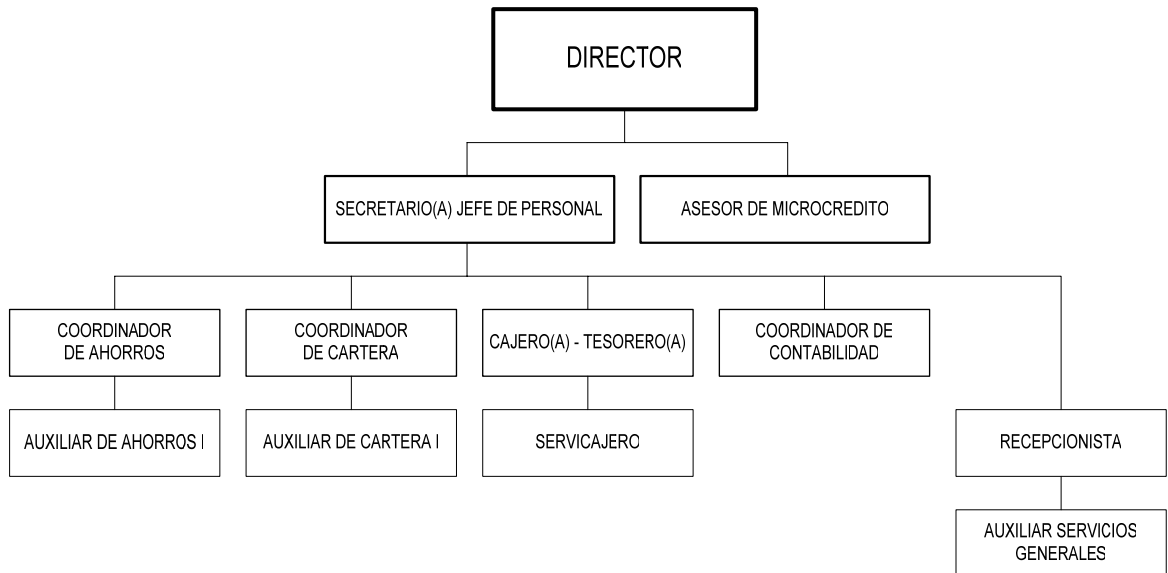 DIRECTOR
SECRETARIO(A) JEFE DE PERSONAL
ASESOR DE MICROCREDITO
COORDINADOR
DE AHORROS
COORDINADOR
DE CARTERA
CAJERO(A) - TESORERO(A)
COORDINADOR DE
CONTABILIDAD
AUXILIAR DE AHORROS I
AUXILIAR DE CARTERA I
SERVICAJERO
RECEPCIONISTA
AUXILIAR SERVICIOS
GENERALES